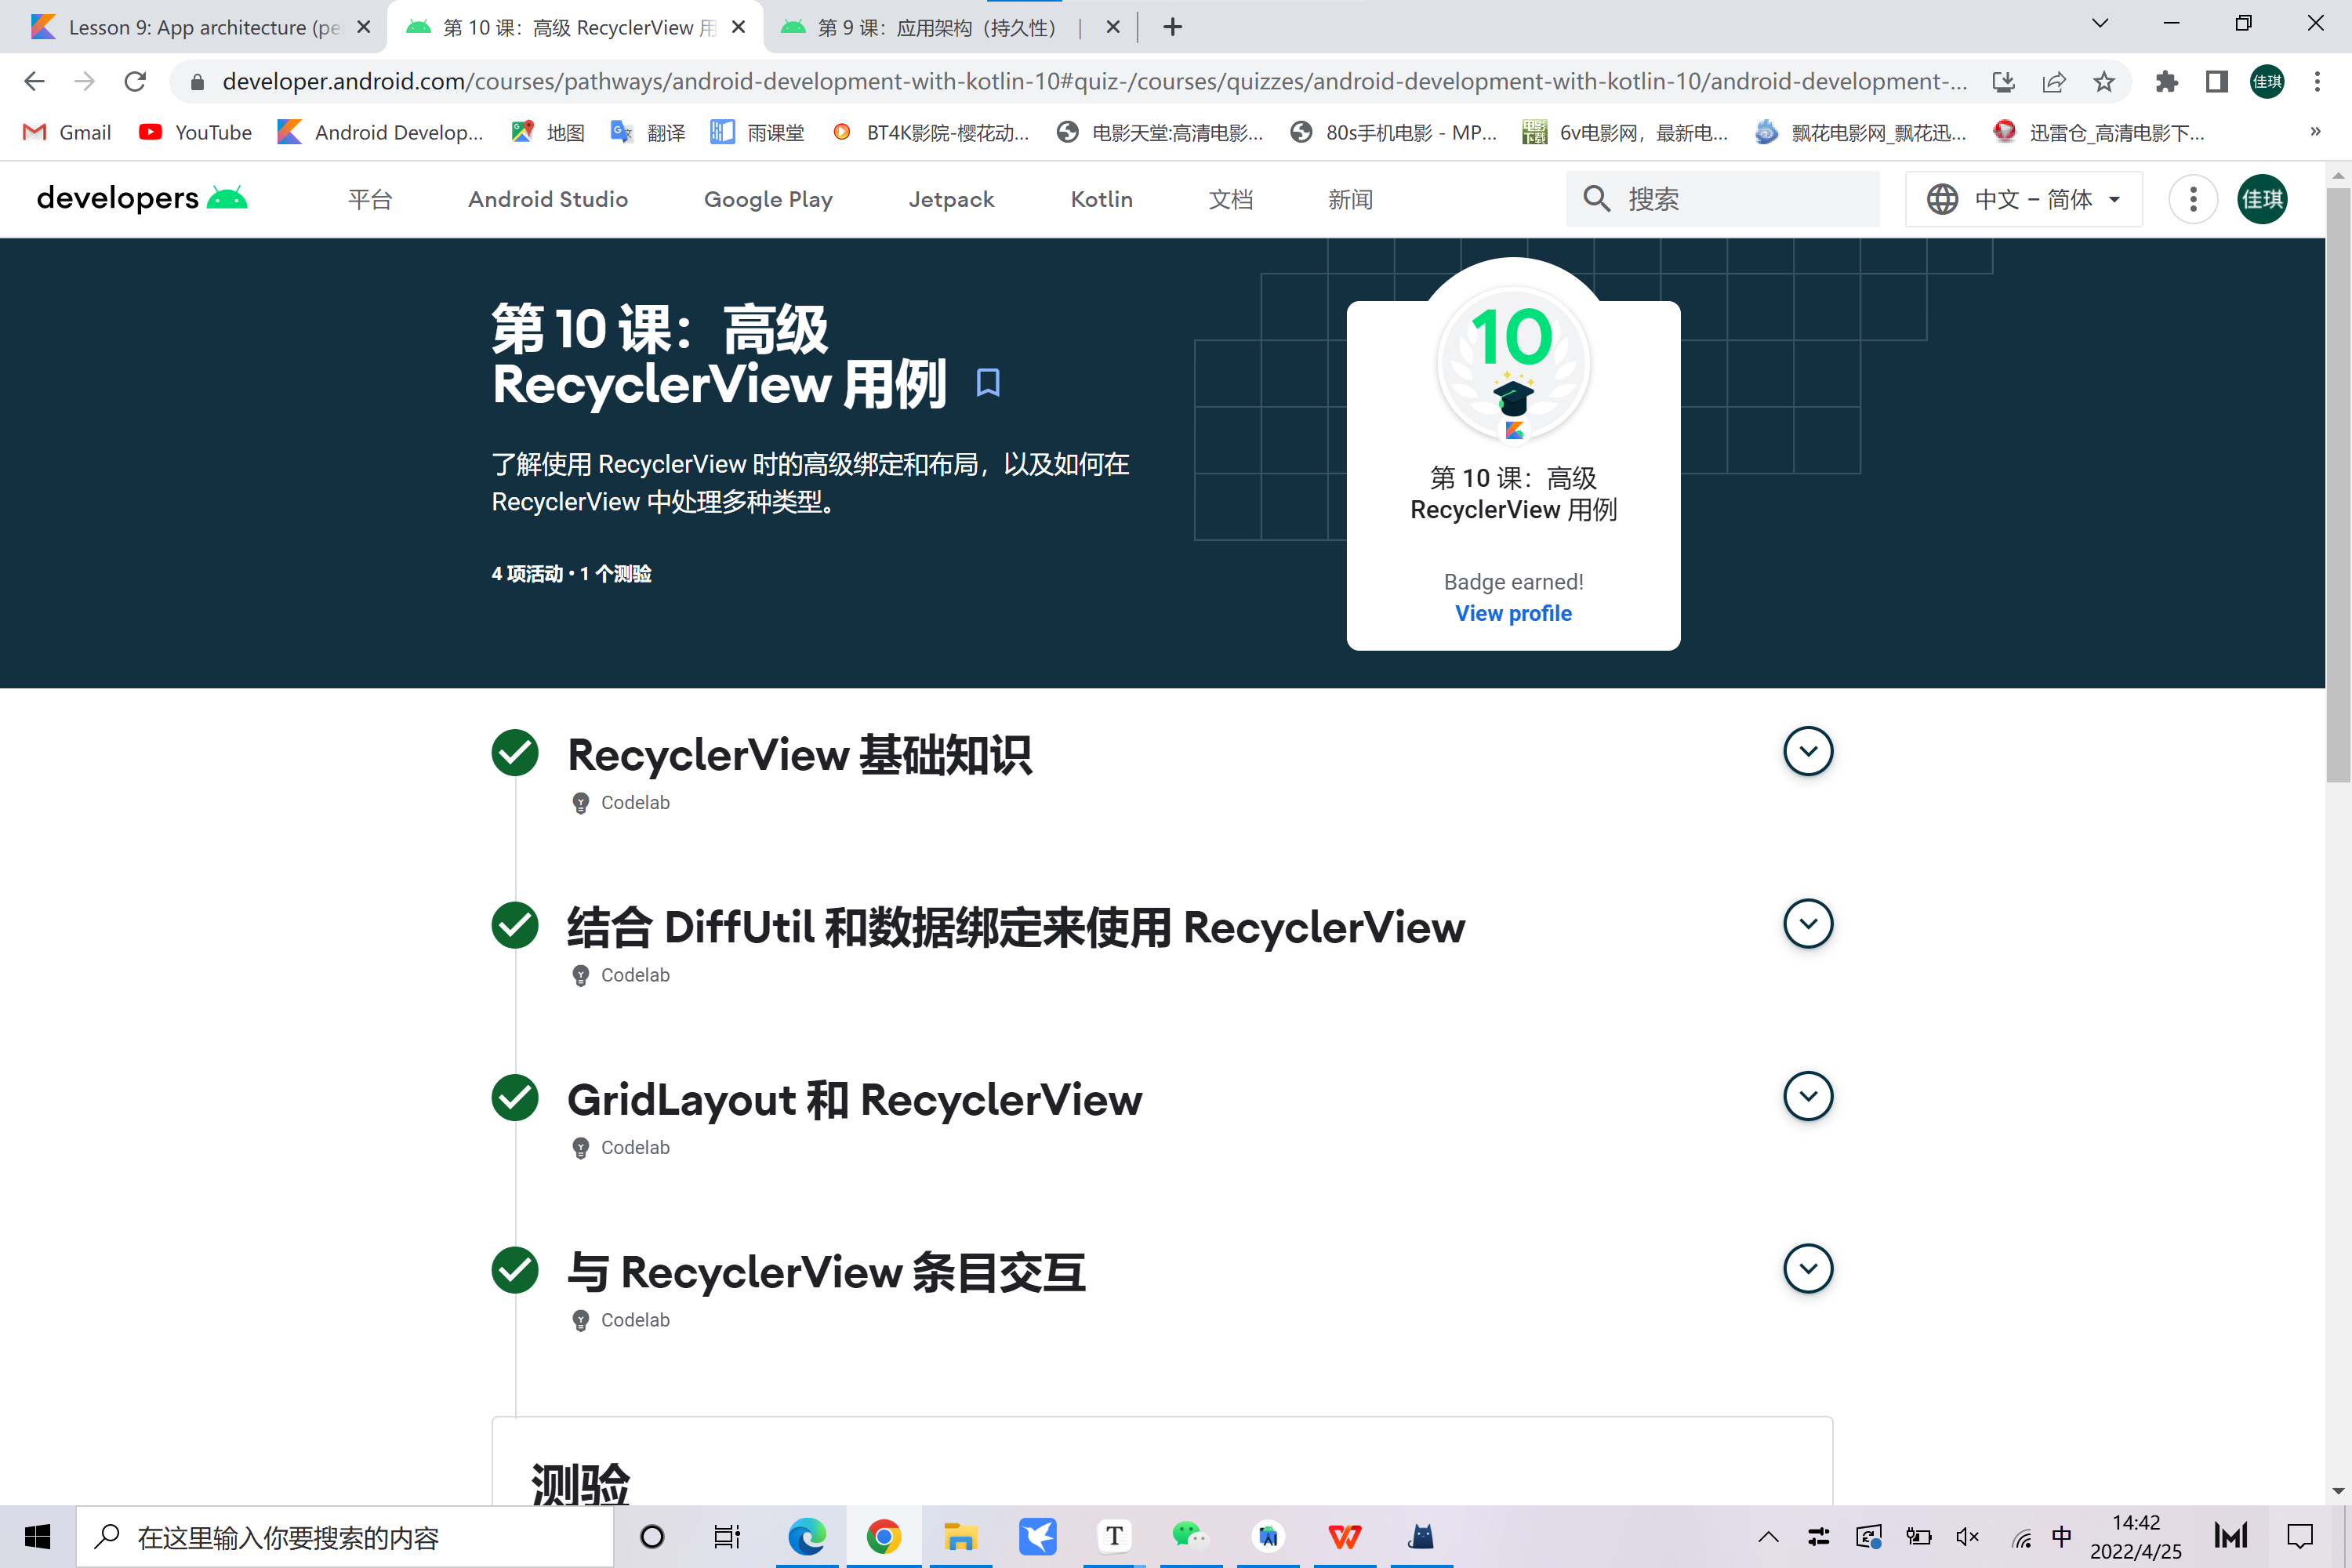 Lesson 9: App architecture (pe
第 10 课：高级 RecyclerView 用
第 9 课：应用架构（持久性） |
developer.android.com/courses/pathways/android-development-with-kotlin-10#quiz-/courses/quizzes/android-development-with-kotlin-10/android-development-...
佳琪
Gmail
YouTube
Android Develop...
地图
翻译
雨课堂
BT4K影院-樱花动...
电影天堂:高清电影...
80s手机电影 - MP...
6v电影网，最新电...
飘花电影网_飘花迅...
迅雷仓_高清电影下...
»
developers
平台
Android Studio
Google Play
Jetpack
Kotlin
文档
新闻
搜索
中文 – 简体
佳琪
第 10 课：高级
RecyclerView 用例
了解使用 RecyclerView 时的高级绑定和布局，以及如何在
RecyclerView 中处理多种类型。
4 项活动 • 1 个测验
10
第 10 课：高级
RecyclerView 用例
Badge earned!
View profile
RecyclerView 基础知识
Codelab
结合 DiffUtil 和数据绑定来使用 RecyclerView
Codelab
GridLayout 和 RecyclerView
Codelab
与 RecyclerView 条目交互
Codelab
测验
在这里输入你要搜索的内容
中
14:42
2022/4/25